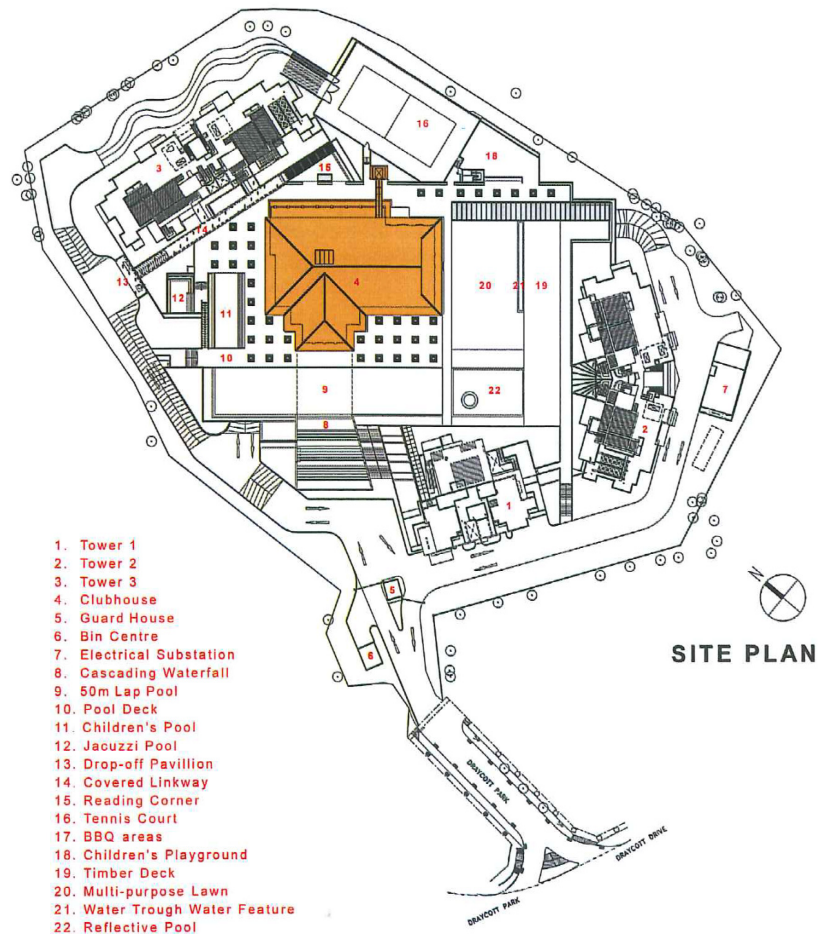 16
18
3
15
14
4
13
12
11
20
21
19
10
7
9
22
8
2
1
5
6
N
SITE PLAN
1. Tower 1
2. Tower 2
3. Tower 3
4. Clubhouse
5. Guard House
6. Bin Centre
7. Electrical Substation
8. Cascading Waterfall
9. 50m Lap Pool
10. Pool Deck
11. Children's Pool
12. Jacuzzi Pool
13. Drop-off Pavillion
14. Covered Linkway
15. Reading Corner
16. Tennis Court
17. BBQ areas
18. Children's Playground
19. Timber Deck
20. Multi-purpose Lawn
21. Water Trough Water Feature
22. Reflective Pool
DRAYCOTT PARK
DRAYCOTT DRIVE
DRAYCOTT PARK